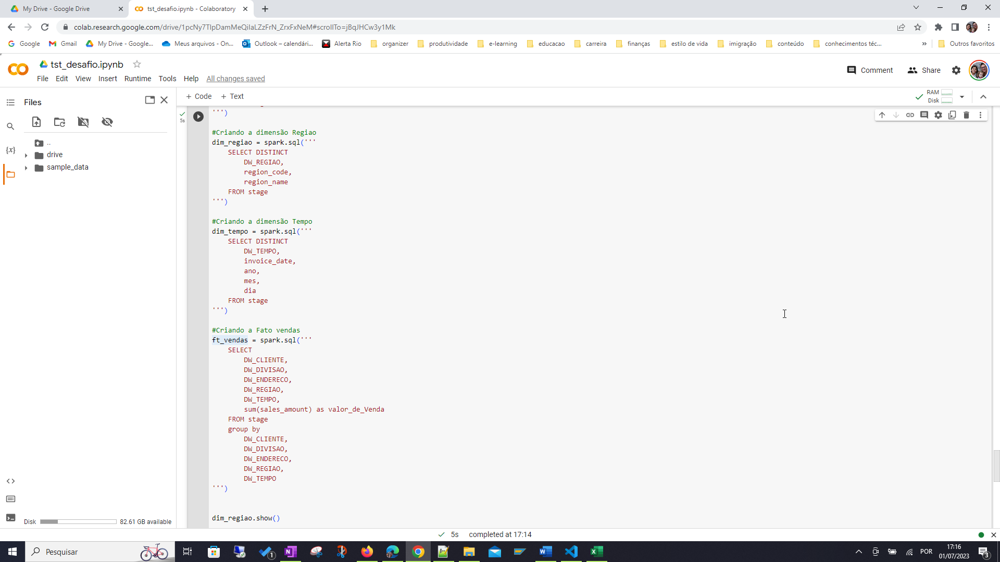 My Drive - Google Drive
tst_desafio.ipynb - Colaboratory
colab.research.google.com/drive/1pcNy7TIpDamMeQiIaLZzFrN_ZrxFxNeM#scrollTo=jBqJHCw3y1Mk
Google
Gmail
My Drive - Google...
Meus arquivos - On...
Outlook – calendári...
Alerta Rio
organizer
produtividade
e-learning
educacao
carreira
finanças
estilo de vida
imigração
conteúdo
conhecimentos téc...
»
Outros favoritos
tst_desafio.ipynb
Comment
Share
File Edit View Insert Runtime Tools Help All changes saved
Files
+ Code + Text
RAM
Disk
5s
..
drive
sample_data
{x}
''')
#Criando a dimensão Regiao
dim_regiao = spark.sql('''
SELECT DISTINCT
DW_REGIAO,
region_code,
region_name
FROM stage
''')
#Criando a dimensão Tempo
dim_tempo = spark.sql('''
SELECT DISTINCT
DW_TEMPO,
invoice_date,
ano,
mes,
dia
FROM stage
''')
#Criando a Fato vendas
ft_vendas = spark.sql('''
SELECT
DW_CLIENTE,
DW_DIVISAO,
DW_ENDERECO,
DW_REGIAO,
DW_TEMPO,
sum(sales_amount) as valor_de_Venda
FROM stage
group by
DW_CLIENTE,
DW_DIVISAO,
DW_ENDERECO,
DW_REGIAO,
DW_TEMPO
''')
dim_regiao.show()
Disk 82.61 GB available
5s completed at 17:14
Pesquisar
1
POR
17:16
01/07/2023
3